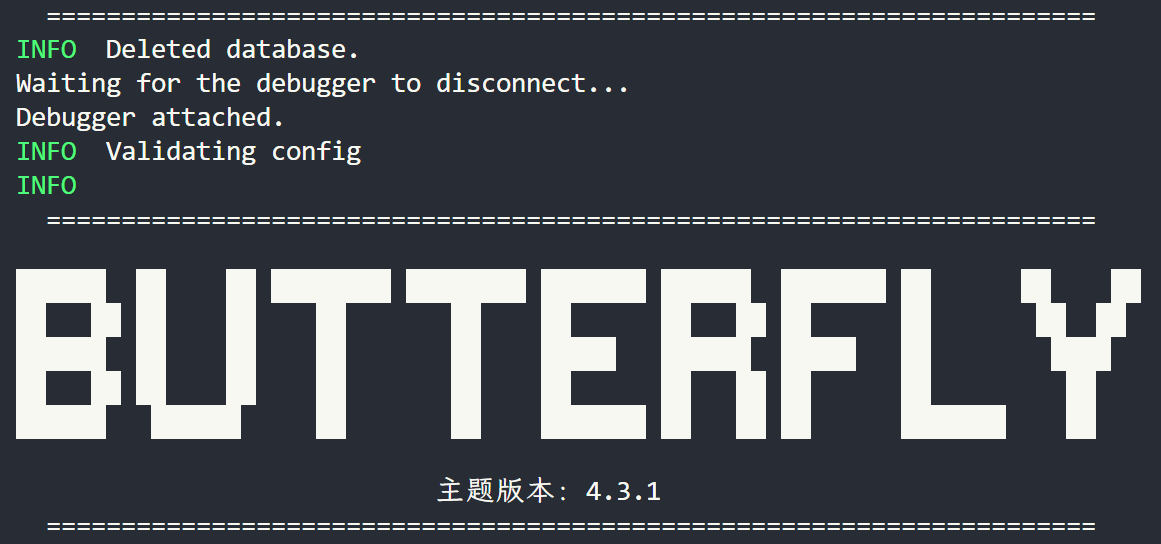 ======================================================================
INFO  Deleted database.
Waiting for the debugger to disconnect...
Debugger attached.
INFO  Validating config
INFO
======================================================================
BUTTERFLY
主题版本: 4.3.1
======================================================================